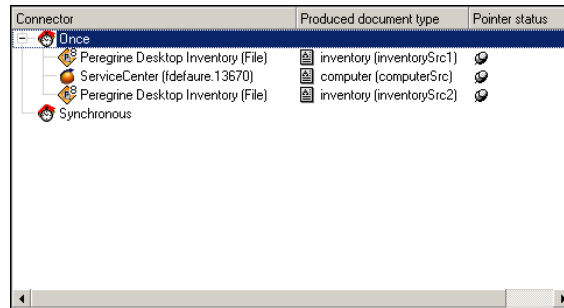 Connector Produced document type Pointer status
Once
Peregrine Desktop Inventory (File) inventory (inventorySrc1)
ServiceCenter (fdefaure.13670) computer (computerSrc)
Peregrine Desktop Inventory (File) inventory (inventorySrc2)
Synchronous